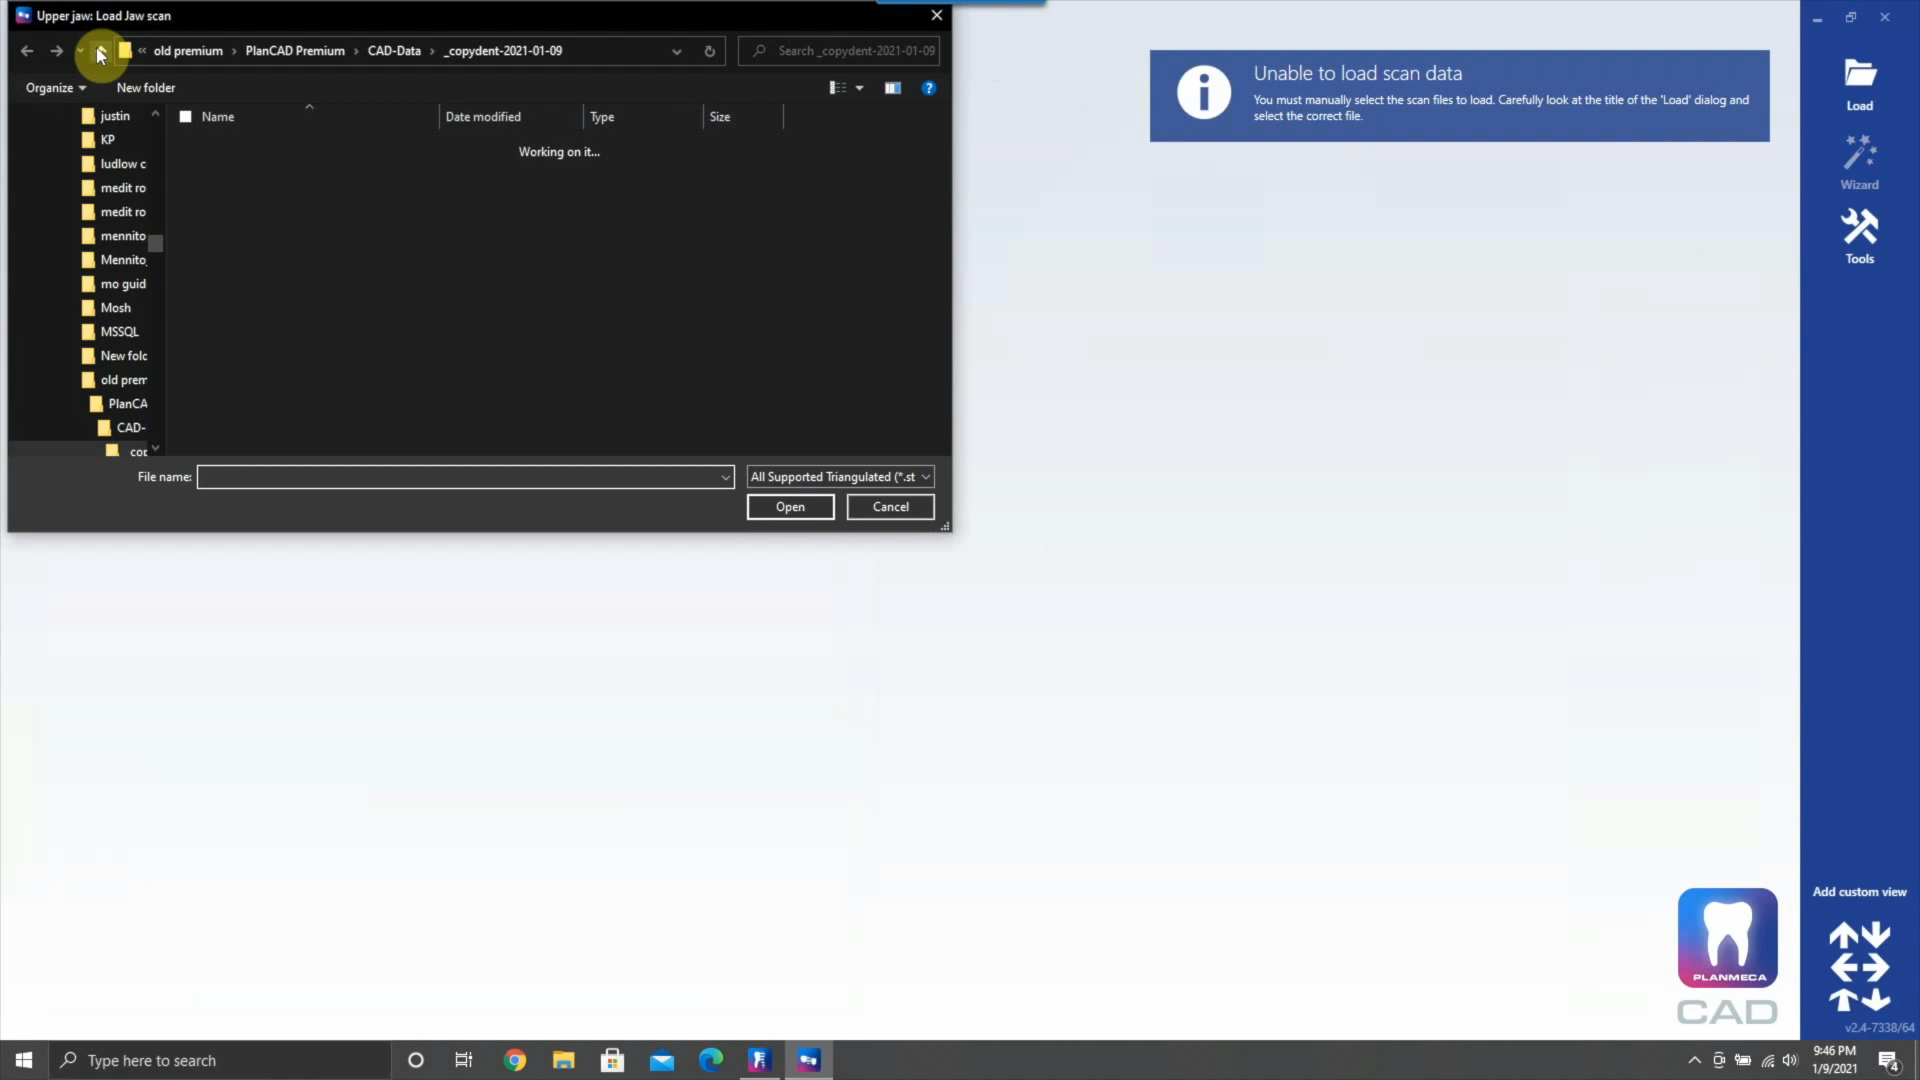 Upper jaw: Load Jaw scan
« old premium › PlanCAD Premium › CAD-Data › _copydent-2021-01-09
Search _copydent-2021-01-09
Organize
New folder
Name
Date modified
Type
Size
Working on it...
justin
KP
ludlow c
medit ro
medit ro
mennito
Mennito
mo guid
Mosh
MSSQL
New folc
old prem
PlanCA
CAD-
cor
File name:
All Supported Triangulated (*.st
Open
Cancel
Unable to load scan data
You must manually select the scan files to load. Carefully look at the title of the 'Load' dialog and
select the correct file.
Load
Wizard
Tools
Add custom view
PLANMECA
CAD
v2.4-7338/64
Type here to search
9:46 PM
1/9/2021
4